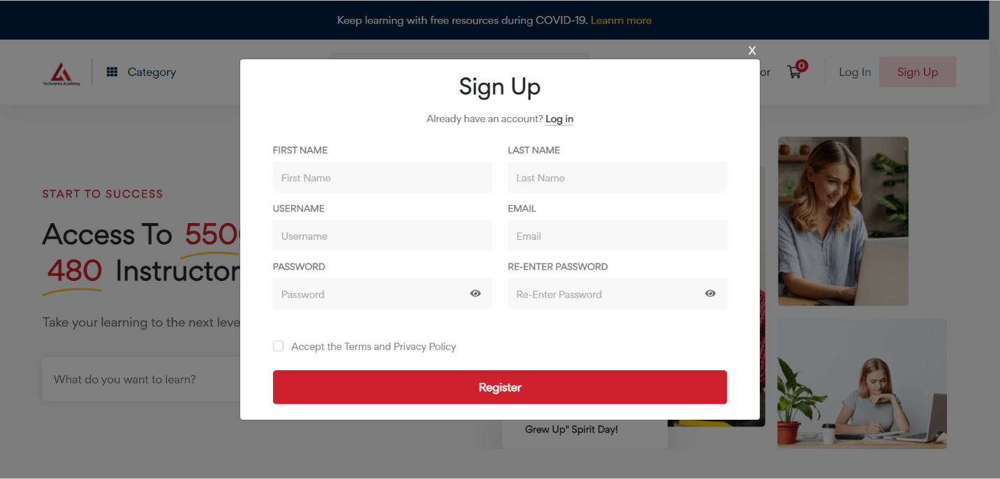 Keep learning with free resources during COVID-19. Leanrn more
X
Techvanto Academy
Category
or
0
Log In
Sign Up
Sign Up
Already have an account? Log in
FIRST NAME
LAST NAME
First Name
Last Name
USERNAME
EMAIL
Username
Email
PASSWORD
RE-ENTER PASSWORD
Password
Re-Enter Password
Accept the Terms and Privacy Policy
Register
START TO SUCCESS
Access To 550
480 Instructor
Take your learning to the next leve
What do you want to learn?
Grew Up" Spirit Day!